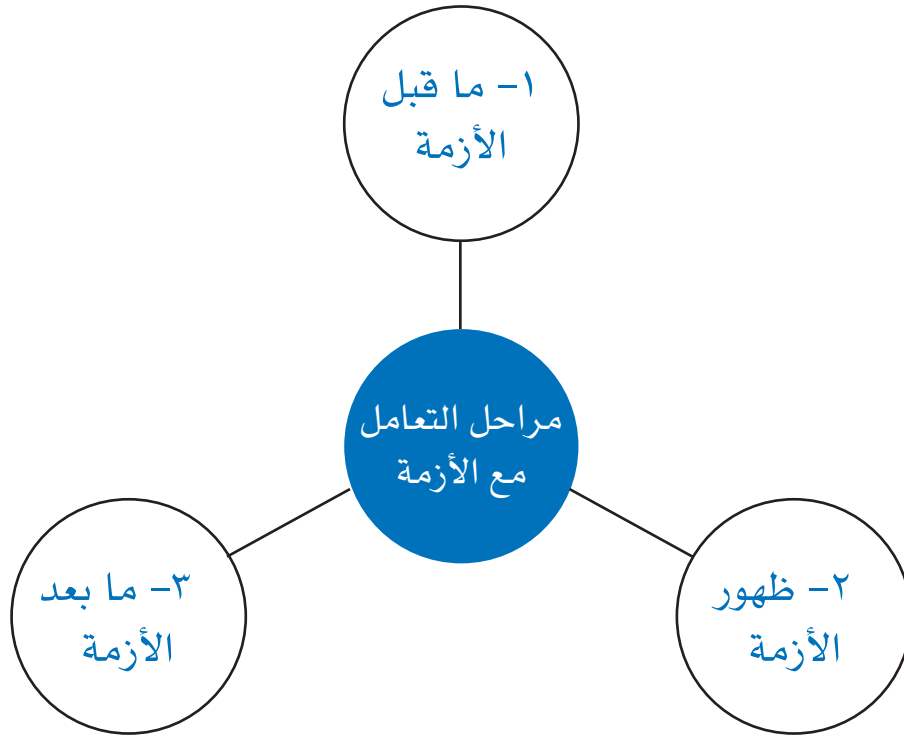 ١- ما قبل
الأزمة
مراحل التعامل
مع الأزمة
٢- ظهور
الأزمة
٣- ما بعد
الأزمة